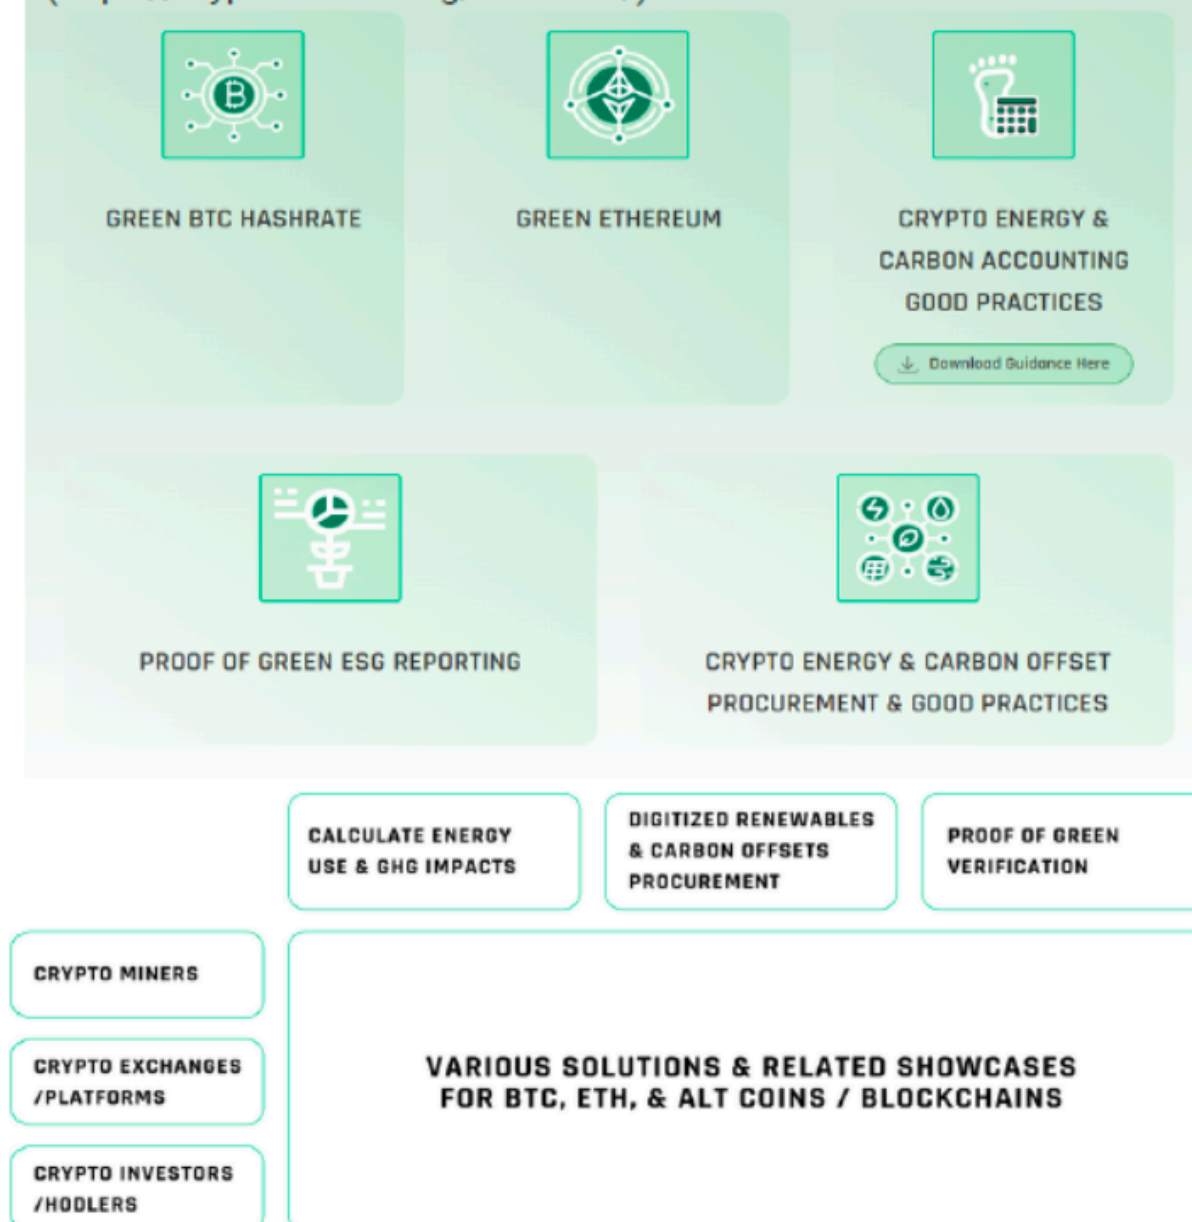 GREEN BTC HASHRATE
GREEN ETHEREUM
CRYPTO ENERGY &
CARBON ACCOUNTING
GOOD PRACTICES
Download Guidance Here
PROOF OF GREEN ESG REPORTING
CRYPTO ENERGY & CARBON OFFSET
PROCUREMENT & GOOD PRACTICES
CALCULATE ENERGY
USE & GHG IMPACTS
DIGITIZED RENEWABLES
& CARBON OFFSETS
PROCUREMENT
PROOF OF GREEN
VERIFICATION
CRYPTO MINERS
CRYPTO EXCHANGES
/PLATFORMS
CRYPTO INVESTORS
/HODLERS
VARIOUS SOLUTIONS & RELATED SHOWCASES
FOR BTC, ETH, & ALT COINS / BLOCKCHAINS